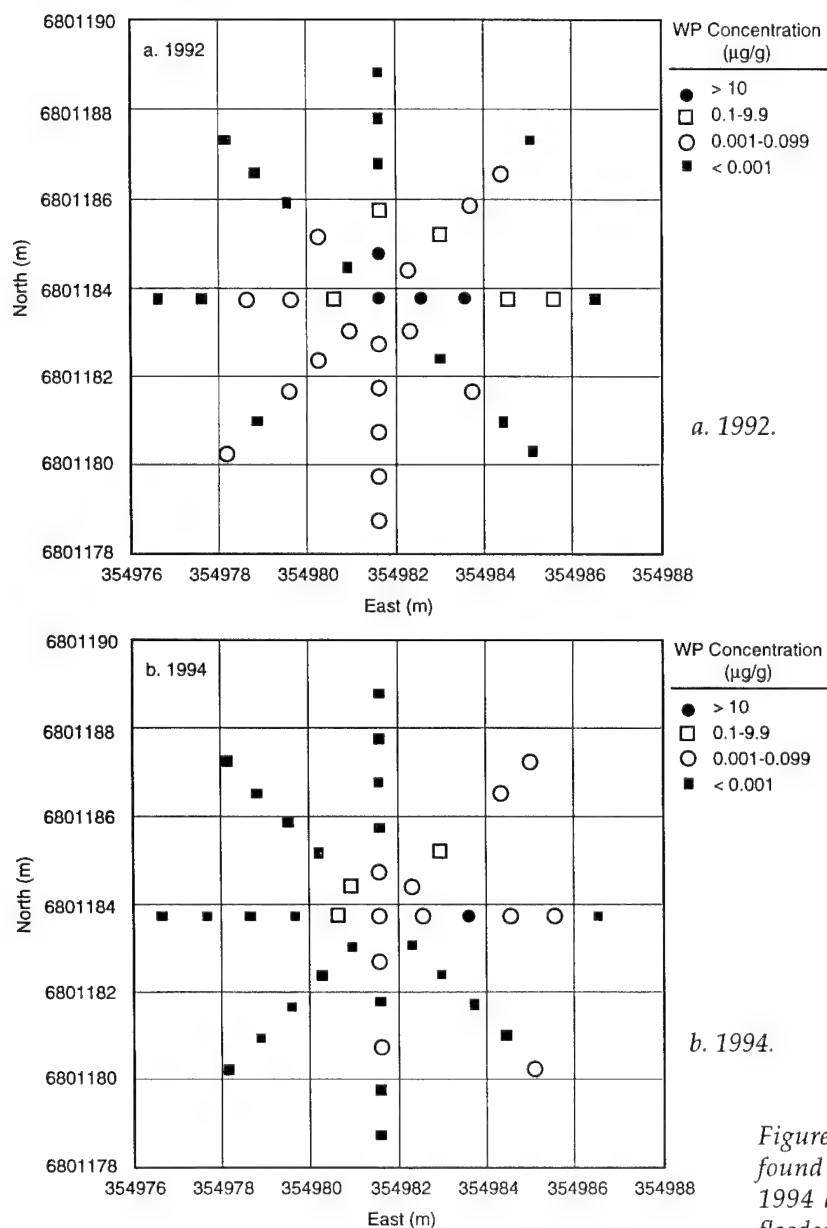 6801190
a. 1992
6801188
6801186
6801184
6801182
6801180
6801178
North (m)
354976 354978 354980 354982 354984 354986 354988
East (m)
WP Concentration
(µg/g)
> 10
0.1-9.9
0.001-0.099
< 0.001
a. 1992.
6801190
b. 1994
6801188
6801186
6801184
6801182
6801180
6801178
North (m)
354976 354978 354980 354982 354984 354986 354988
East (m)
WP Concentration
(µg/g)
> 10
0.1-9.9
0.001-0.099
< 0.001
b. 1994.
Figure
found
1994